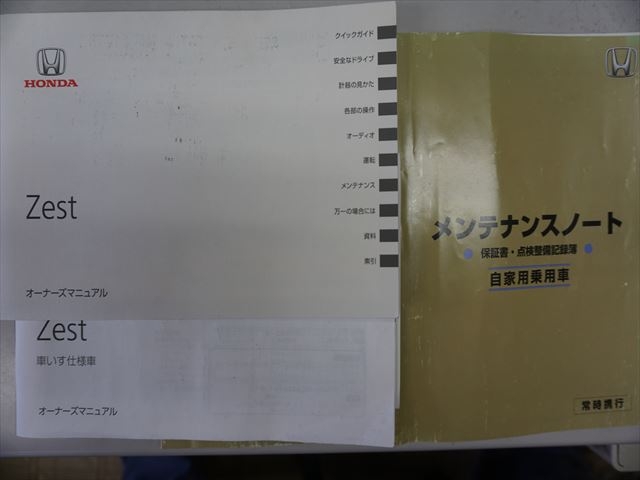 HONDA
クイックガイド
安全なドライブ
計器の見かた
各部の操作
オーディオ
運転
メンテナンス
万一の場合には
資料
索引
Zest
オーナーズマニュアル
Zest
車いす仕様車
オーナーズマニュアル
メンテナンスノート
保証書・点検整備記録簿
自家用乗用車
常時携行